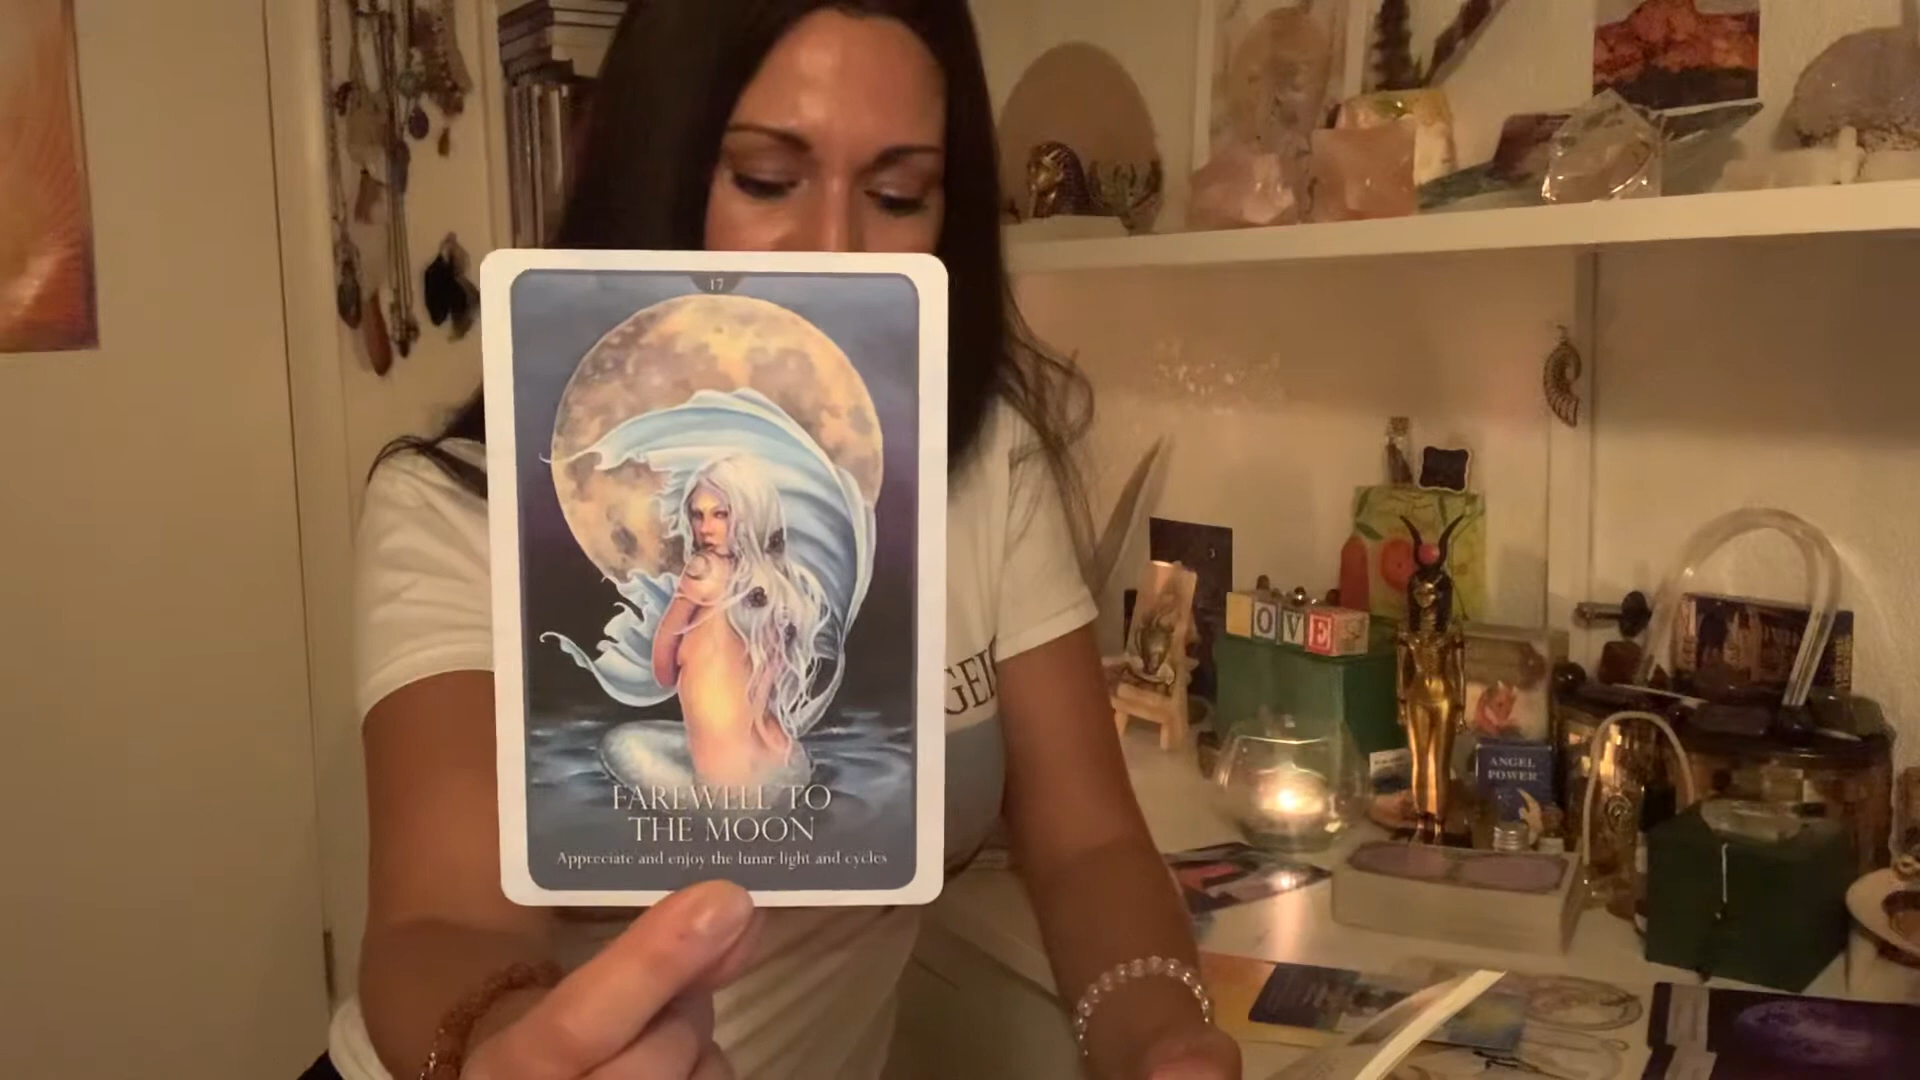 17
FAREWELL TO
THE MOON
Appreciate and enjoy the lunar light and cycles
OVE
ANGEL
POWER